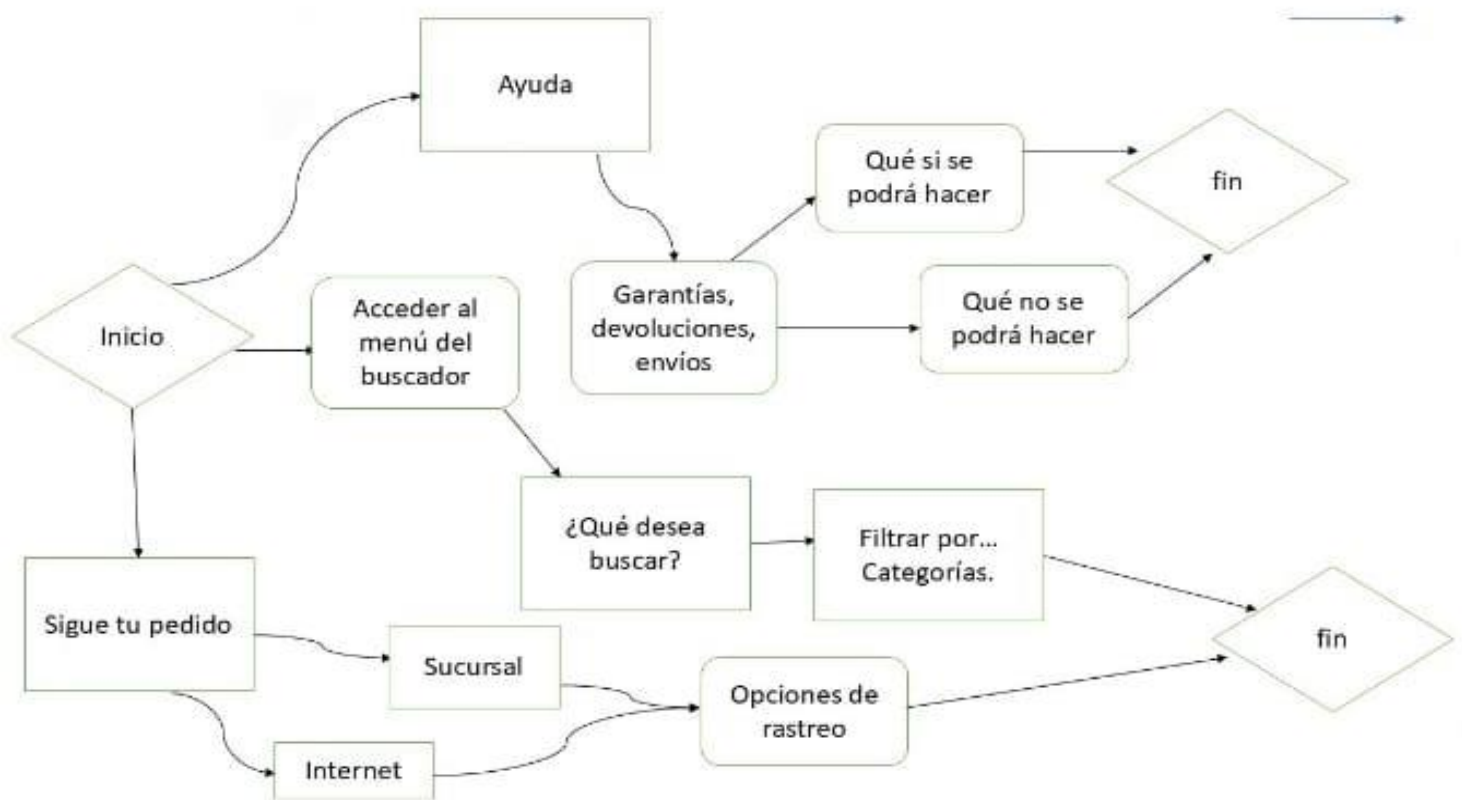 Ayuda
Qué si se
podrá hacer
fin
Inicio
Acceder al
menú del
buscador
Garantías,
devoluciones,
envíos
Qué no se
podrá hacer
¿Qué desea
buscar?
Filtrar por...
Categorías.
Sigue tu pedido
Sucursal
fin
Opciones de
rastreo
Internet